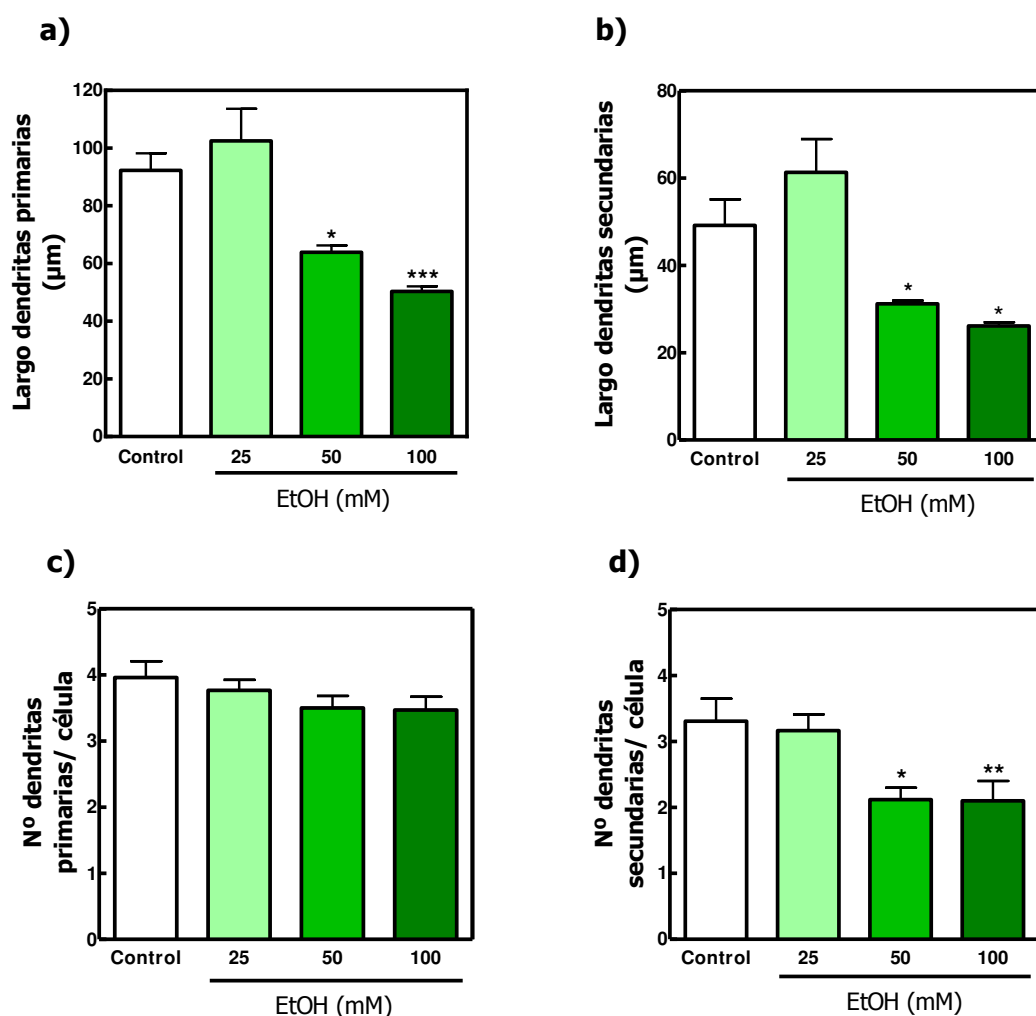 a)
Largo dendritas primarias
(µm)
120
100
80
60
40
20
0
*
***
Control
25
50
100
EtOH (mM)
b)
Largo dendritas secundarias
(µm)
80
60
40
20
0
*
*
Control
25
50
100
EtOH (mM)
c)
Nº dendritas
primarias/ célula
5
4
3
2
1
0
Control
25
50
100
EtOH (mM)
d)
Nº dendritas
secundarias/ célula
5
4
3
2
1
0
*
**
Control
25
50
100
EtOH (mM)